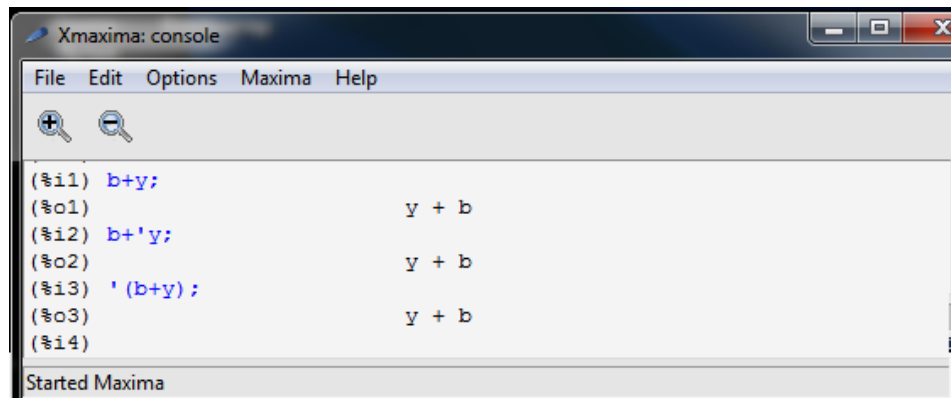 Xmaxima: console
File Edit Options Maxima Help
(%i1) b+y;
(%o1) y + b
(%i2) b+'y;
(%o2) y + b
(%i3) '(b+y);
(%o3) y + b
(%i4)
Started Maxima